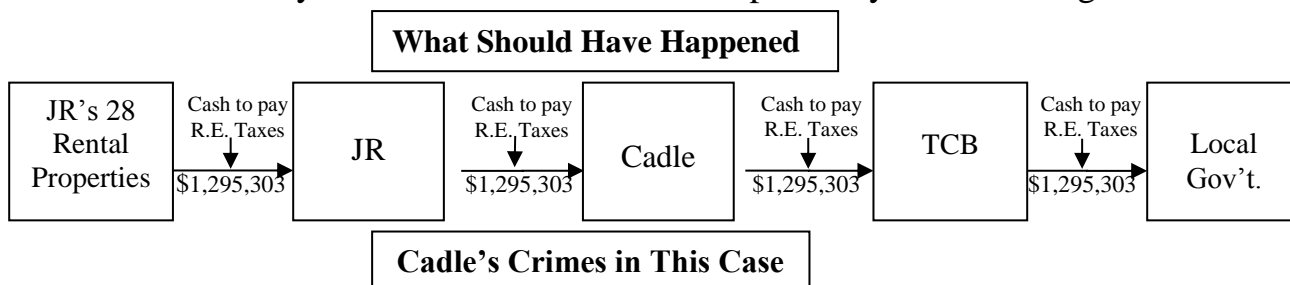 What Should Have Happened
JR's 28
Rental
Properties
Cash to pay
R.E. Taxes
$1,295,303
JR
Cash to pay
R.E. Taxes
$1,295,303
Cadle
Cash to pay
R.E. Taxes
$1,295,303
TCB
Cash to pay
R.E. Taxes
$1,295,303
Local
Gov't.
Cadle's Crimes in This Case